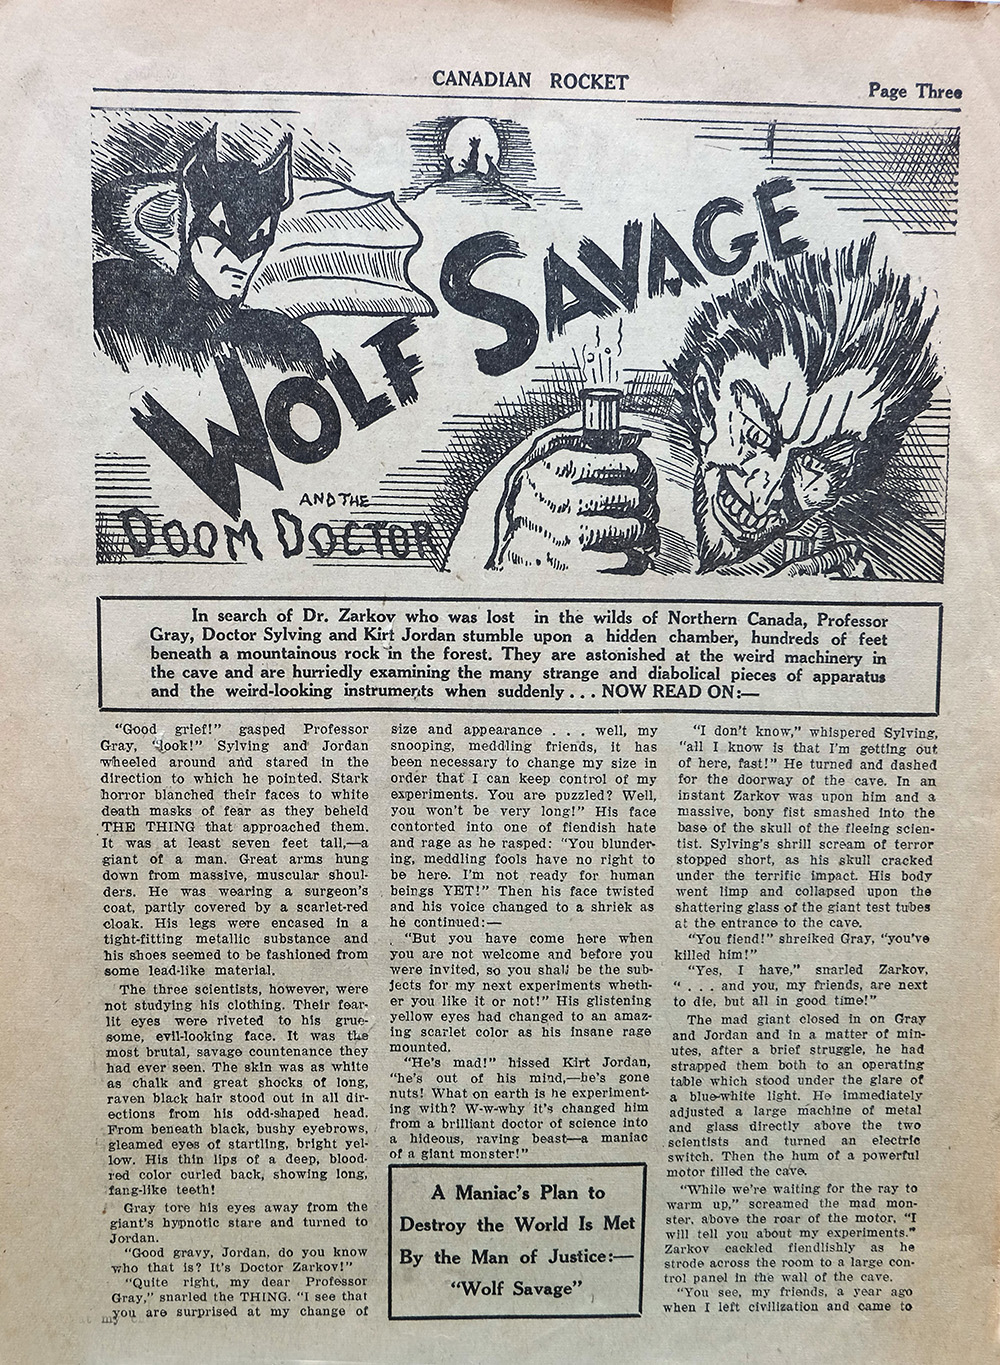 CANADIAN ROCKET
Page Three
WOLF SAVAGE
AND THE
DOOM DOCTOR
In search of Dr. Zarkov who was lost in the wilds of Northern Canada, Professor
Gray, Doctor Sylving and Kirt Jordan stumble upon a hidden chamber, hundreds of feet
beneath a mountainous rock in the forest. They are astonished at the weird machinery in
the cave and are hurriedly examining the many strange and diabolical pieces of apparatus
and the weird-looking instruments when suddenly . . . NOW READ ON:—
"Good grief!" gasped Professor
Gray, "look!" Sylving and Jordan
wheeled around and stared in the
direction to which he pointed. Stark
horror blanched their faces to white
death masks of fear as they beheld
THE THING that approached them.
It was at least seven feet tall,—a
giant of a man. Great arms hung
down from massive, muscular shoul-
ders. He was wearing a surgeon's
coat, partly covered by a scarlet-red
cloak. His legs were encased in a
tight-fitting metallic substance and
his shoes seemed to be fashioned from
some lead-like material.
The three scientists, however, were
not studying his clothing. Their fear-
lit eyes were riveted to his grue-
some, evil-looking face. It was the
most brutal, savage countenance they
had ever seen. The skin was as white
as chalk and great shocks of long,
raven black hair stood out in all dir-
ections from his odd-shaped head.
From beneath black, bushy eyebrows,
gleamed eyes of startling, bright yel-
low. His thin lips of a deep, blood-
red color curled back, showing long,
fang-like teeth!
Gray tore his eyes away from the
giant's hypnotic stare and turned to
Jordan.
"Good gravy, Jordan, do you know
who that is? It's Doctor Zarkov!"
"Quite right, my dear Professor
Gray," snarled the THING. "I see that
you are surprised at my change of
size and appearance . . . well, my
snooping, meddling friends, it has
been necessary to change my size in
order that I can keep control of my
experiments. You are puzzled? Well,
you won't be very long!" His face
contorted into one of fiendish hate
and rage as he rasped: "You blunder-
ing, meddling fools have no right to
be here. I'm not ready for human
beings YET!" Then his face twisted
and his voice changed to a shriek as
he continued:—
"But you have come here when
you are not welcome and before you
were invited, so you shall be the sub-
jects for my next experiments wheth-
er you like it or not!" His glistening
yellow eyes had changed to an amaz-
ing scarlet color as his insane rage
mounted.
"He's mad!" hissed Kirt Jordan,
"he's out of his mind,—he's gone
nuts! What on earth is he experiment-
ing with? W-w-why it's changed him
from a brilliant doctor of science into
a hideous, raving beast—a maniac
of a giant monster!"
A Maniac's Plan to
Destroy the World Is Met
By the Man of Justice:—
"Wolf Savage"
"I don't know," whispered Sylving,
"all I know is that I'm getting out
of here, fast!" He turned and dashed
for the doorway of the cave. In an
instant Zarkov was upon him and a
massive, bony fist smashed into the
base of the skull of the fleeing scien-
tist. Sylving's shrill scream of terror
stopped short, as his skull cracked
under the terrific impact. His body
went limp and collapsed upon the
shattering glass of the giant test tubes
at the entrance to the cave.
"You fiend!" shreiked Gray, "you've
killed him!"
"Yes, I have," snarled Zarkov,
" . . . and you, my friends, are next
to die, but all in good time!"
The mad giant closed in on Gray
and Jordan and in a matter of min-
utes, after a brief struggle, he had
strapped them both to an operating
table which stood under the glare of
a blue-white light. He immediately
adjusted a large machine of metal
and glass directly above the two
scientists and turned an electric
switch. Then the hum of a powerful
motor filled the cave.
"While we're waiting for the ray to
warm up," screamed the mad mon-
ster, above the roar of the motor, "I
will tell you about my experiments."
Zarkov cackled fiendlishly as he
strode across the room to a large con-
trol panel in the wall of the cave.
"You see, my friends, a year ago
when I left civilization and came to